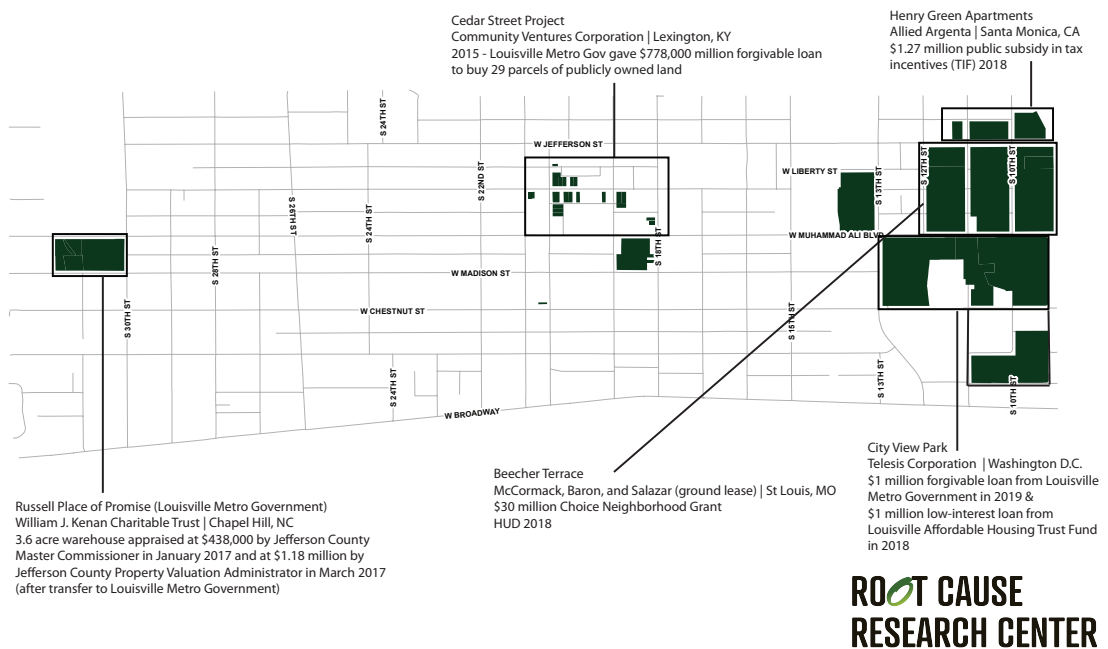 Cedar Street Project
Community Ventures Corporation | Lexington, KY
2015 - Louisville Metro Gov gave $778,000 million forgivable loan
to buy 29 parcels of publicly owned land
Henry Green Apartments
Allied Argenta | Santa Monica, CA
$1.27 million public subsidy in tax
incentives (TIF) 2018
S 24TH ST
W JEFFERSON ST
S 22ND ST
W LIBERTY ST
S 13TH ST
S 12TH ST
S 10TH ST
S 26TH ST
S 24TH ST
S 28TH ST
S 18TH ST
W MUHAMMAD ALI BLVD
W MADISON ST
S 30TH ST
W CHESTNUT ST
S 15TH ST
S 24TH ST
S 13TH ST
S 10TH ST
W BROADWAY
Russell Place of Promise (Louisville Metro Government)
William J. Kenan Charitable Trust | Chapel Hill, NC
3.6 acre warehouse appraised at $438,000 by Jefferson County
Master Commissioner in January 2017 and at $1.18 million by
Jefferson County Property Valuation Administrator in March 2017
(after transfer to Louisville Metro Government)
Beecher Terrace
McCormack, Baron, and Salazar (ground lease) | St Louis, MO
$30 million Choice Neighborhood Grant
HUD 2018
City View Park
Telesis Corporation | Washington D.C.
$1 million forgivable loan from Louisville
Metro Government in 2019 &
$1 million low-interest loan from
Louisville Affordable Housing Trust Fund
in 2018
ROOT CAUSE
RESEARCH CENTER